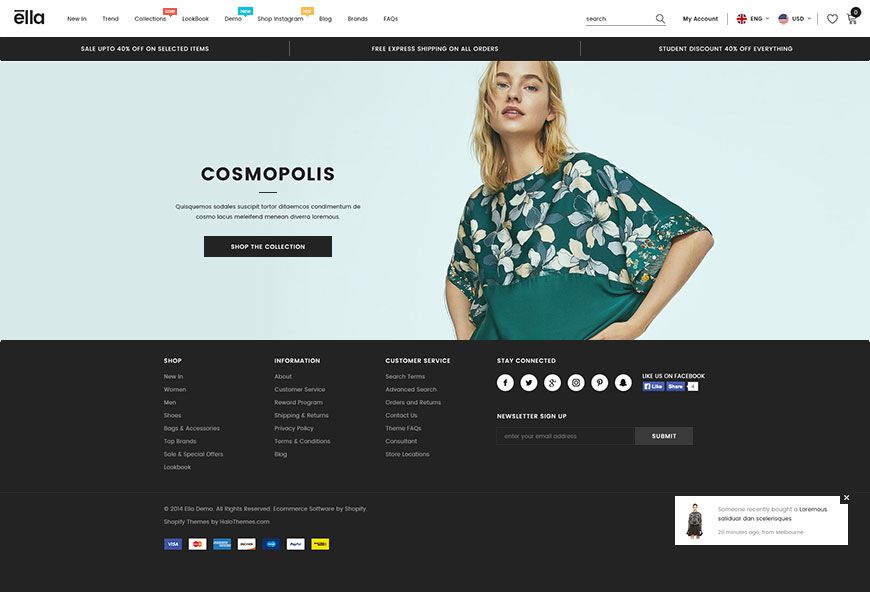 ella
New In
Trend
Collections
Sale
LookBook
Demo
New
Shop Instagram
Hot
Blog
Brands
FAQs
search
My Account
ENG
USD
0
SALE UPTO 40% OFF ON SELECTED ITEMS
FREE EXPRESS SHIPPING ON ALL ORDERS
STUDENT DISCOUNT 40% OFF EVERYTHING
COSMOPOLIS
Quisquemos sodales suscipit tortor ditaemcos condimentum de
cosmo lacus meleifend menean diverra loremous.
SHOP THE COLLECTION
SHOP
New In
Women
Men
Shoes
Bags & Accessories
Top Brands
Sale & Special Offers
Lookbook
INFORMATION
About
Customer Service
Reward Program
Shipping & Returns
Privacy Policy
Terms & Conditions
Blog
CUSTOMER SERVICE
Search Terms
Advanced Search
Orders and Returns
Contact Us
Theme FAQs
Consultant
Store Locations
STAY CONNECTED
LIKE US ON FACEBOOK
Like
Share
NEWSLETTER SIGN UP
enter your email address
SUBMIT
© 2014 Ella Demo. All Rights Reserved. Ecommerce Software by Shopify.
Shopify Themes by HaloThemes.com
VISA
PayPal
Someone recently bought a Loremous
saliduar dan scelerisques
20 minutes ago, from Melbourne